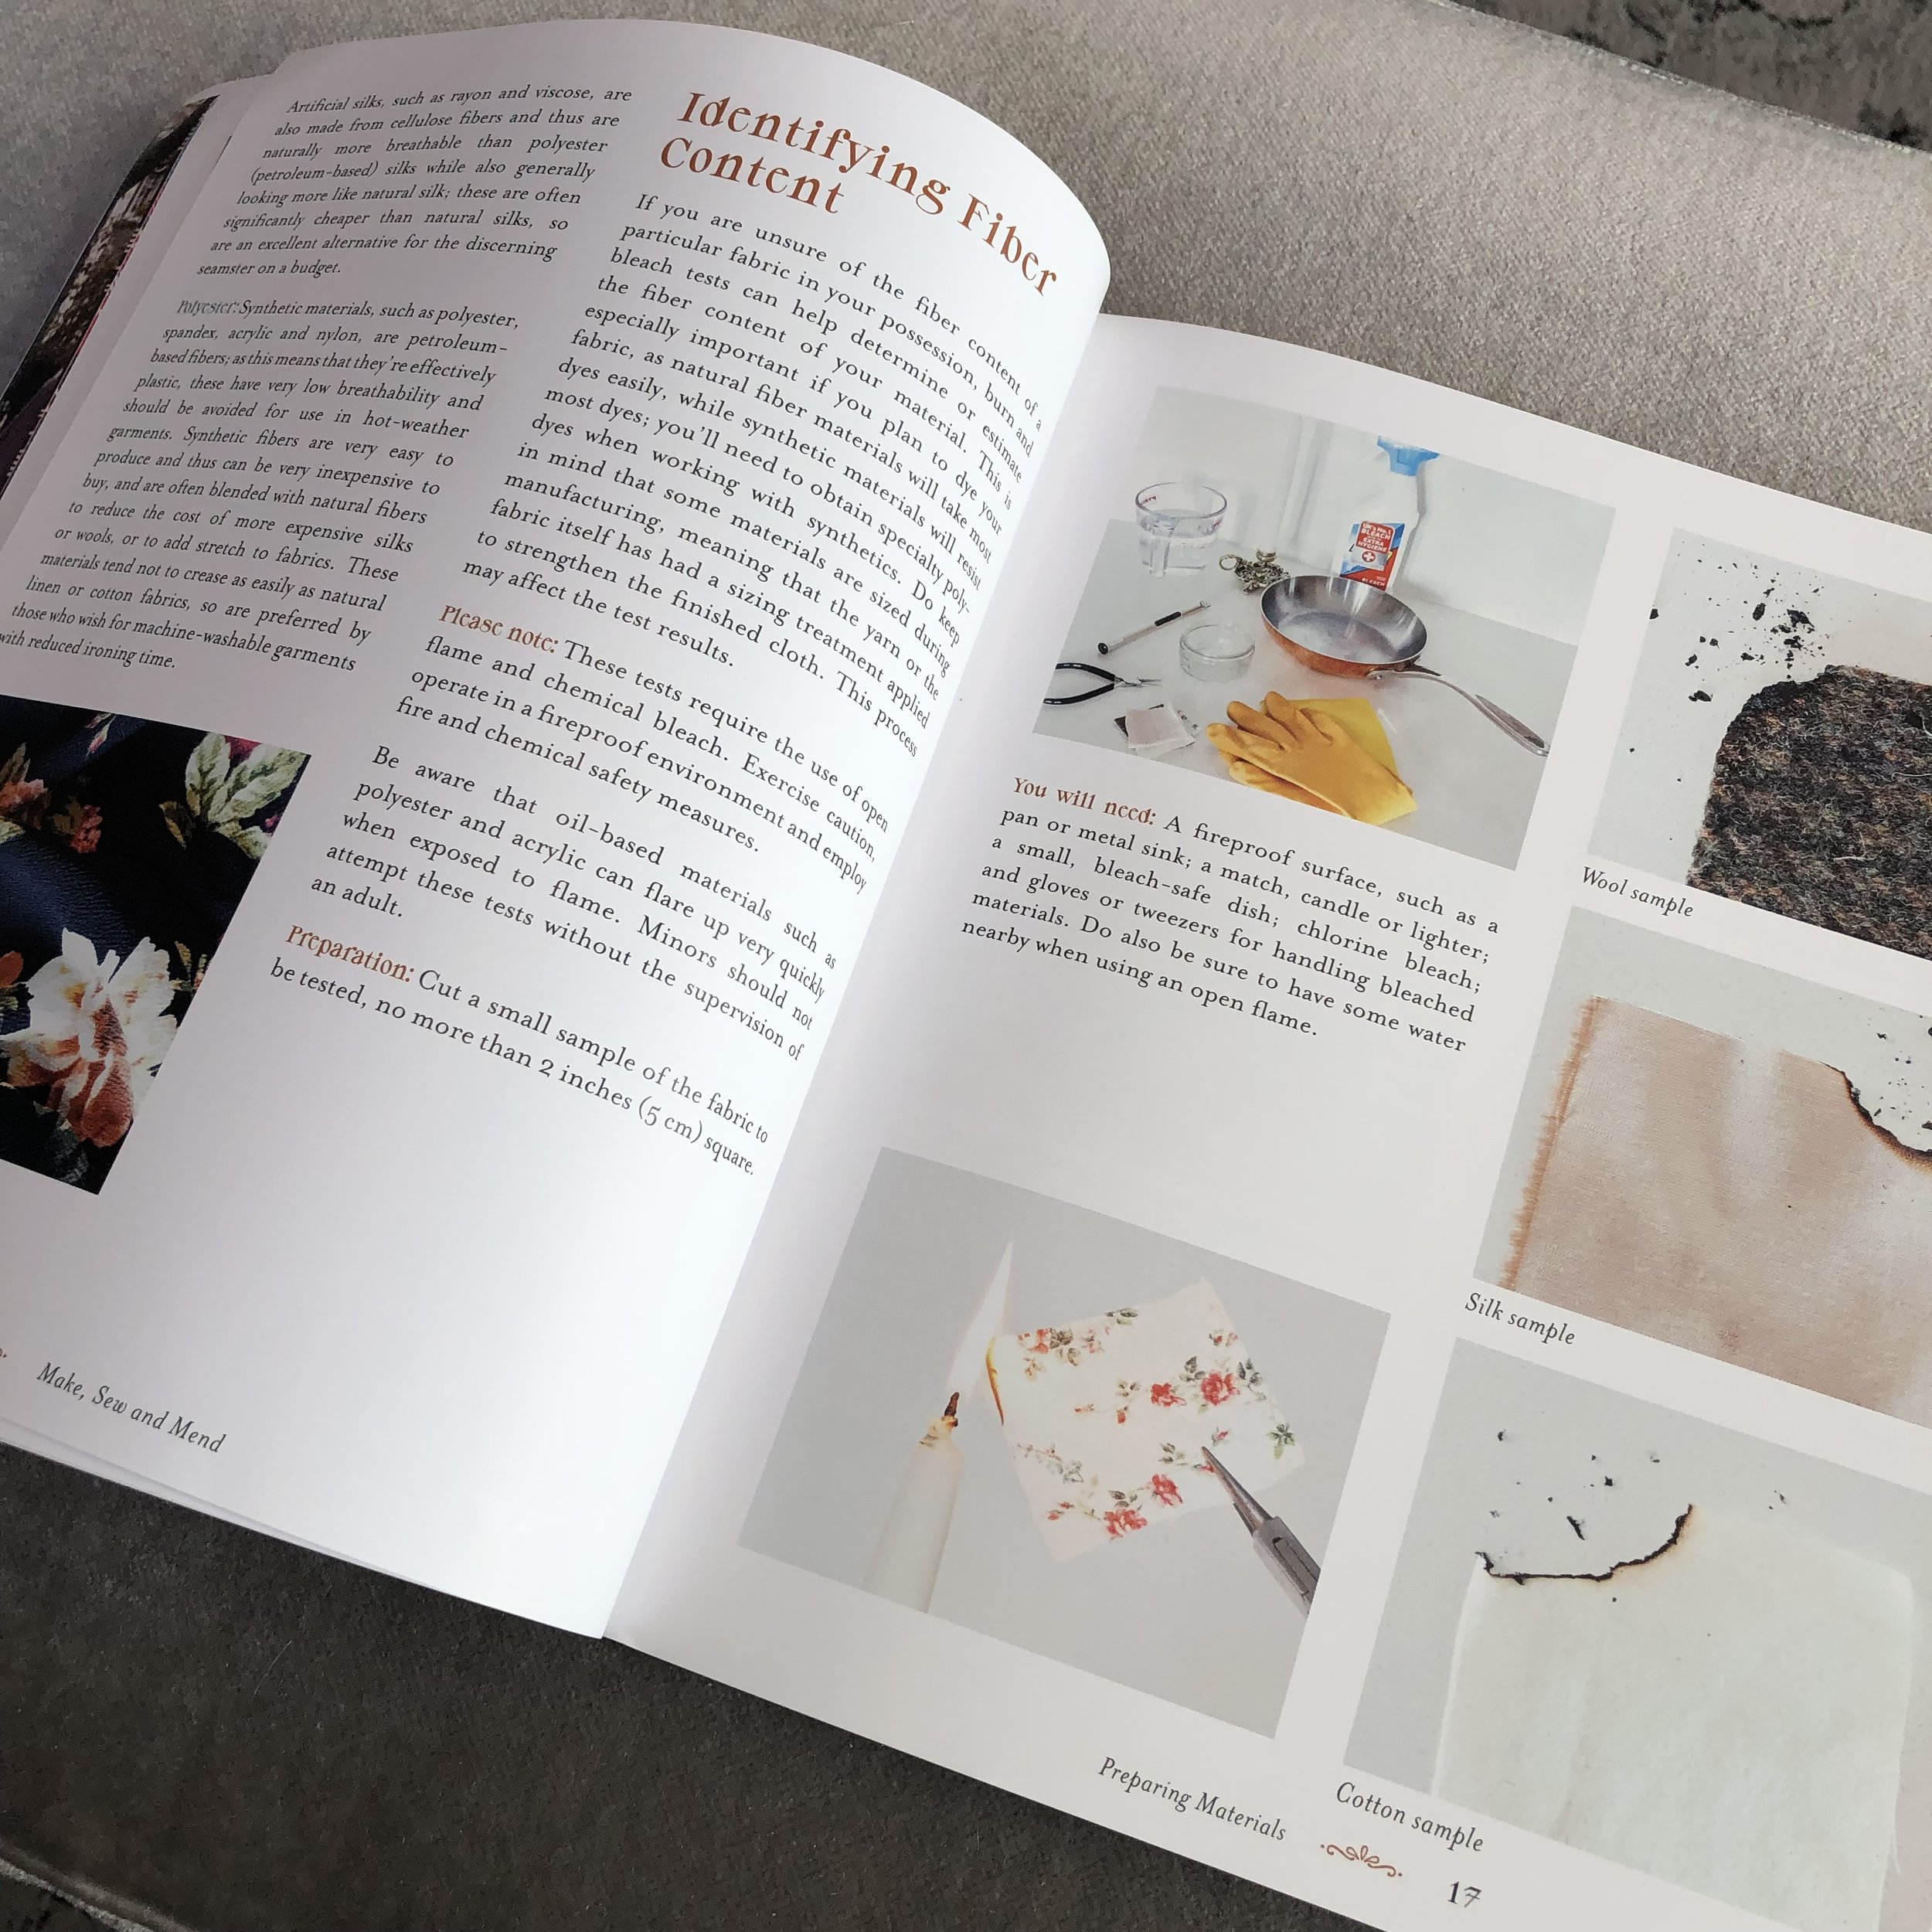 Artificial silks, such as rayon and viscose, are
also made from cellulose fibers and thus are
naturally more breathable than polyester
(petroleum-based) silks while also generally
looking more like natural silk; these are often
significantly cheaper than natural silks, so
are an excellent alternative for the discerning
seamster on a budget.
Polyester: Synthetic materials, such as polyester,
spandex, acrylic and nylon, are petroleum-
based fibers; as this means that they're effectively
plastic, these have very low breathability and
should be avoided for use in hot-weather
garments. Synthetic fibers are very easy to
produce and thus can be very inexpensive to
buy, and are often blended with natural fibers
to reduce the cost of more expensive silks
or wools, or to add stretch to fabrics. These
materials tend not to crease as easily as natural
linen or cotton fabrics, so are preferred by
those who wish for machine-washable garments
with reduced ironing time.
Make, Sew and Mend
Identifying Fiber
Content
If you are unsure of the fiber content of a
particular fabric in your possession, burn and
bleach tests can help determine or estimate
the fiber content of your material. This is
especially important if you plan to dye your
fabric, as natural fiber materials will take most
dyes easily, while synthetic materials will resist
most dyes; you'll need to obtain specialty poly-
dyes when working with synthetics. Do keep
in mind that some materials are sized during
manufacturing, meaning that the yarn or the
fabric itself has had a sizing treatment applied
to strengthen the finished cloth. This process
may affect the test results.
Please note: These tests require the use of open
flame and chemical bleach. Exercise caution,
operate in a fireproof environment and employ
fire and chemical safety measures.
Be aware that oil-based materials such as
polyester and acrylic can flare up very quickly
when exposed to flame. Minors should not
attempt these tests without the supervision of
an adult.
Preparation: Cut a small sample of the fabric to
be tested, no more than 2 inches (5 cm) square.
BLEACH
EXTRA
HYGIENE
BLEACH
You will need: A fireproof surface, such as a
pan or metal sink; a match, candle or lighter;
a small, bleach-safe dish; chlorine bleach;
and gloves or tweezers for handling bleached
materials. Do also be sure to have some water
nearby when using an open flame.
Wool sample
Silk sample
Cotton sample
Preparing Materials
17